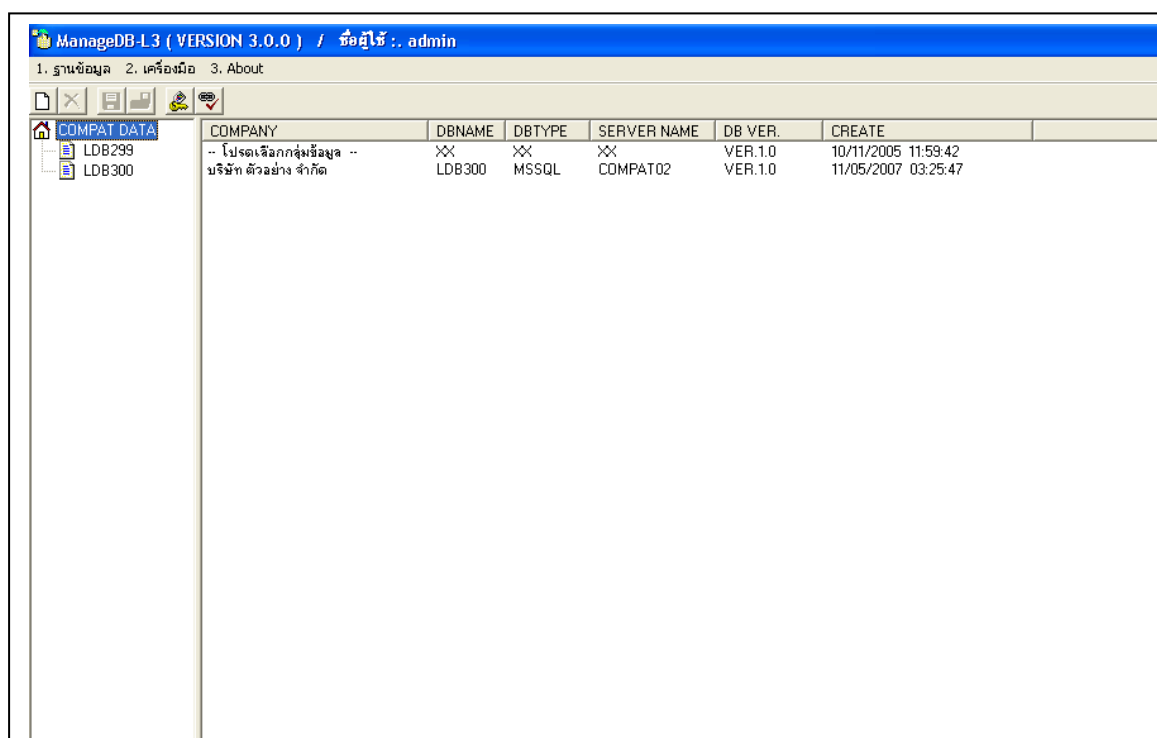 ManageDB-L3 ( VERSION 3.0.0 ) / ชื่อผู้ใช้ :. admin
1. ฐานข้อมูล 2. เครื่องมือ 3. About
COMPAT DATA
LDB299
LDB300
COMPANY DBNAME DBTYPE SERVER NAME DB VER. CREATE
-- โปรดเลือกกลุ่มข้อมูล -- XX XX XX VER.1.0 10/11/2005 11:59:42
บริษัท ตัวอย่าง จำกัด LDB300 MSSQL COMPAT02 VER.1.0 11/05/2007 03:25:47